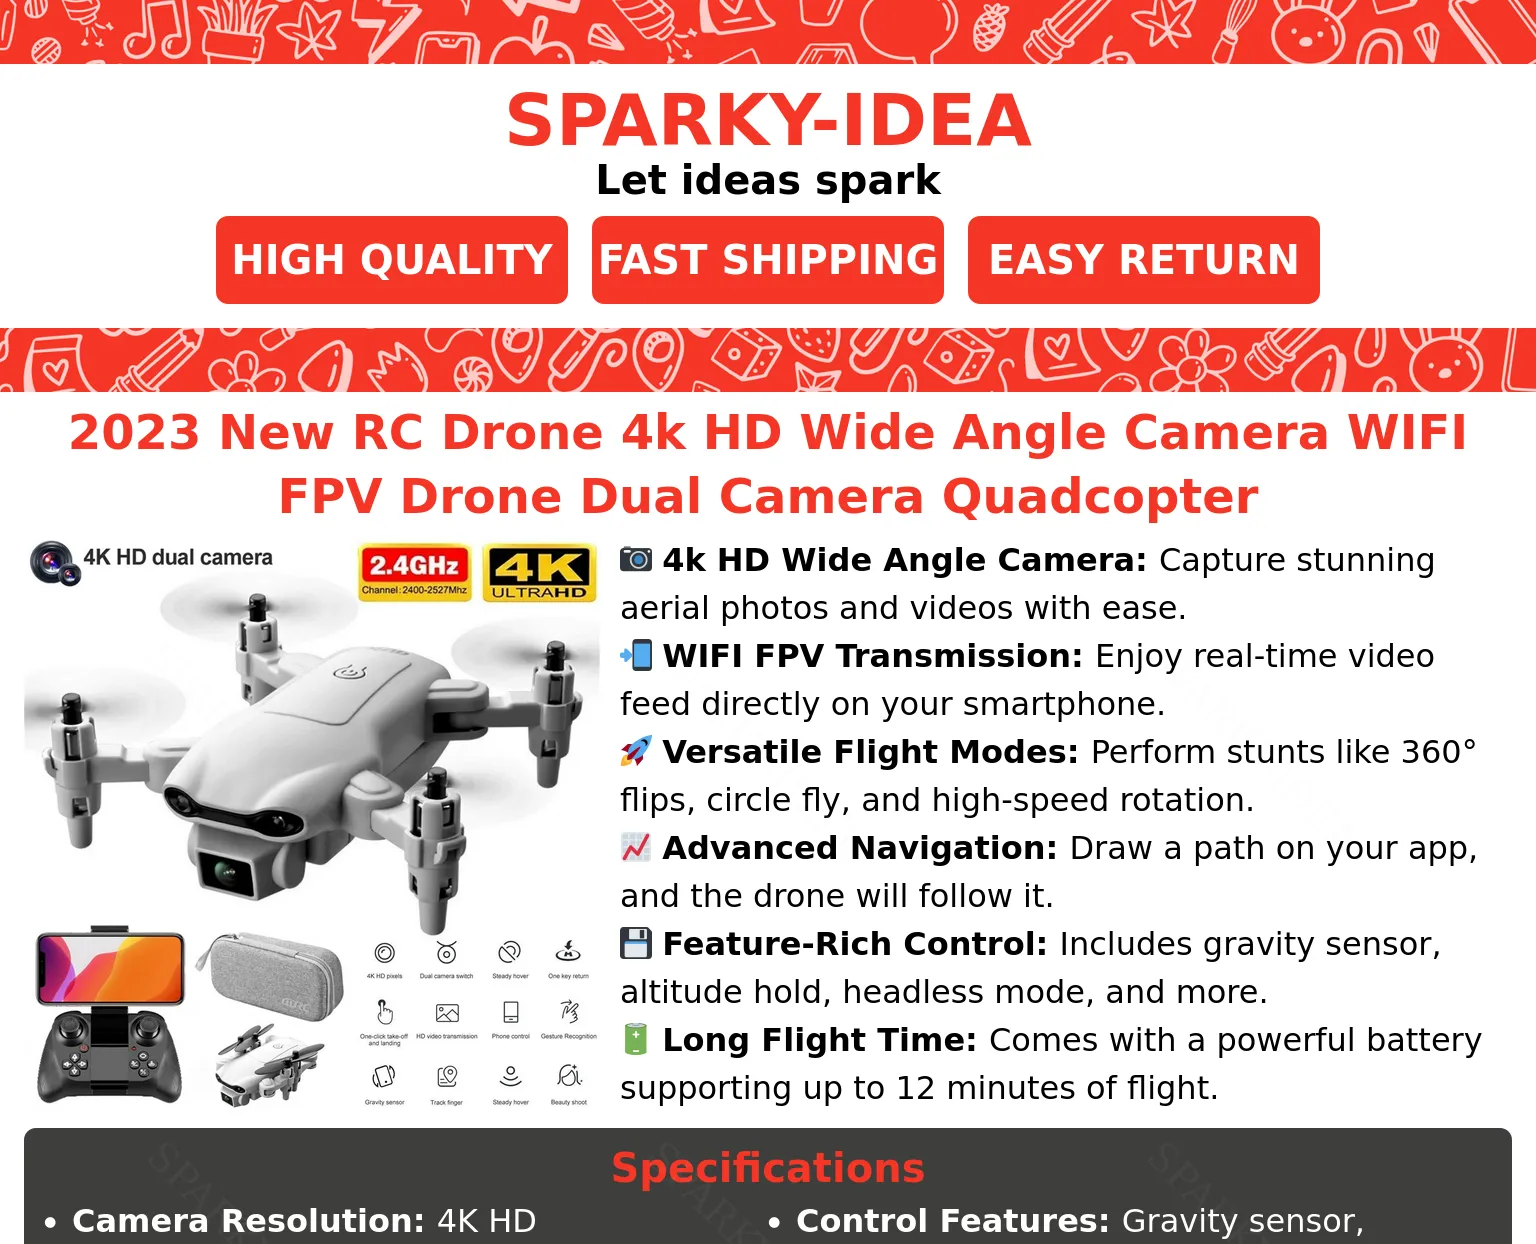 SPARKY-IDEA
Let ideas spark
HIGH QUALITY
FAST SHIPPING
EASY RETURN
2023 New RC Drone 4k HD Wide Angle Camera WIFI
FPV Drone Dual Camera Quadcopter
4K HD dual camera
2.4GHz
Channel:2400-2527Mhz
4K
ULTRAHD
4K HD pixels
Dual camera switch
Steady hover
One key return
One-click take-off
and landing
HD video transmission
Phone control
Gesture Recognition
Gravity sensor
Track finger
Steady hover
Beauty shoot
4k HD Wide Angle Camera: Capture stunning
aerial photos and videos with ease.
WIFI FPV Transmission: Enjoy real-time video
feed directly on your smartphone.
Versatile Flight Modes: Perform stunts like 360°
flips, circle fly, and high-speed rotation.
Advanced Navigation: Draw a path on your app,
and the drone will follow it.
Feature-Rich Control: Includes gravity sensor,
altitude hold, headless mode, and more.
Long Flight Time: Comes with a powerful battery
supporting up to 12 minutes of flight.
Specifications
• Camera Resolution: 4K HD
• Control Features: Gravity sensor,